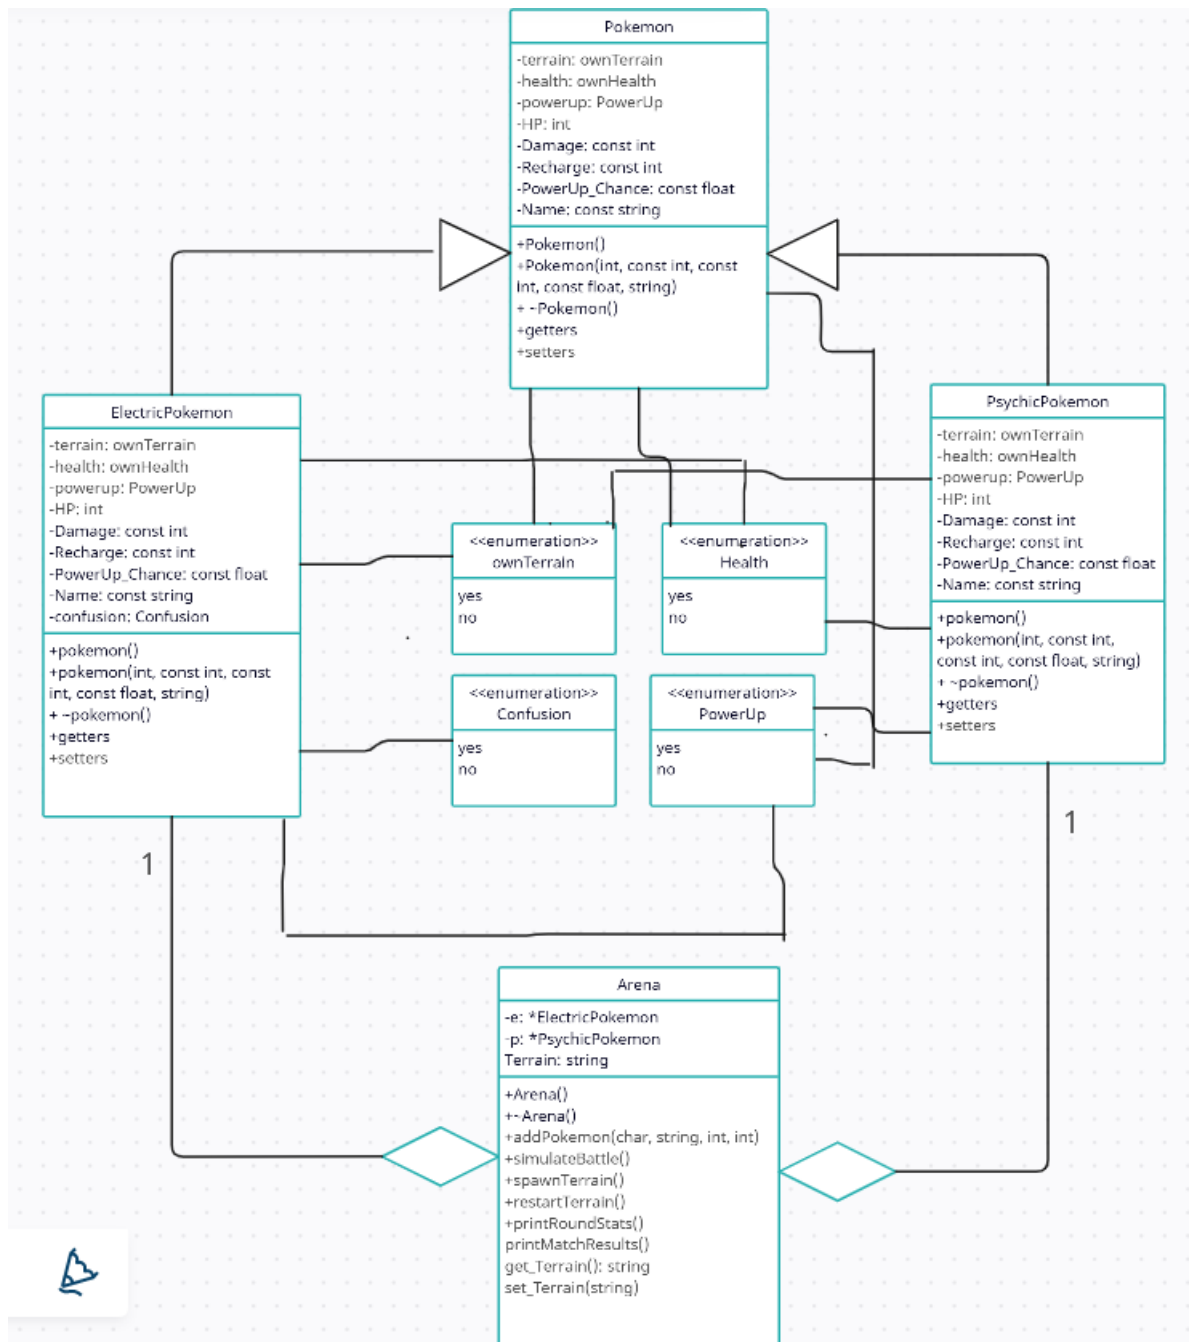 Pokemon
-terrain: ownTerrain
-health: ownHealth
-powerup: PowerUp
-HP: int
-Damage: const int
-Recharge: const int
-PowerUp_Chance: const float
-Name: const string
+Pokemon()
+Pokemon(int, const int, const
int, const float, string)
+ ~Pokemon()
+getters
+setters
ElectricPokemon
-terrain: ownTerrain
-health: ownHealth
-powerup: PowerUp
-HP: int
-Damage: const int
-Recharge: const int
-PowerUp_Chance: const float
-Name: const string
-confusion: Confusion
+pokemon()
+pokemon(int, const int, const
int, const float, string)
+ ~pokemon()
+getters
+setters
<<enumeration>>
ownTerrain
yes
no
<<enumeration>>
Health
yes
no
<<enumeration>>
Confusion
yes
no
<<enumeration>>
PowerUp
yes
no
PsychicPokemon
-terrain: ownTerrain
-health: ownHealth
-powerup: PowerUp
-HP: int
-Damage: const int
-Recharge: const int
-PowerUp_Chance: const float
-Name: const string
+pokemon()
+pokemon(int, const int,
const int, const float, string)
+ ~pokemon()
+getters
+setters
1
1
Arena
-e: *ElectricPokemon
-p: *PsychicPokemon
Terrain: string
+Arena()
+~Arena()
+addPokemon(char, string, int, int)
+simulateBattle()
+spawnTerrain()
+restartTerrain()
+printRoundStats()
printMatchResults()
get_Terrain(): string
set_Terrain(string)